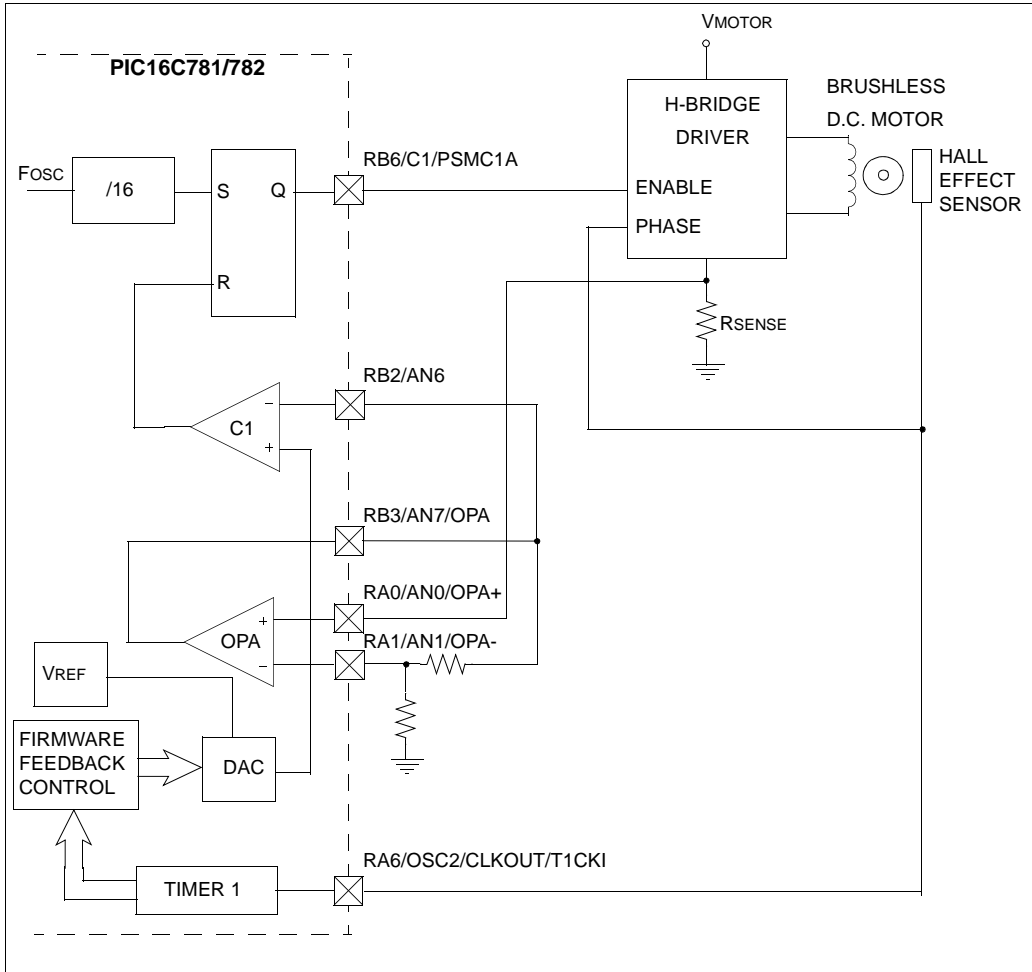 VMOTOR
PIC16C781/782
H-BRIDGE
DRIVER
BRUSHLESS
D.C. MOTOR
HALL
EFFECT
SENSOR
FOSC
/16
S
Q
R
RB6/C1/PSMC1A
ENABLE
PHASE
RSENSE
RB2/AN6
–
C1
+
RB3/AN7/OPA
RA0/AN0/OPA+
+
OPA
–
RA1/AN1/OPA-
VREF
FIRMWARE
FEEDBACK
CONTROL
DAC
RA6/OSC2/CLKOUT/T1CKI
TIMER 1